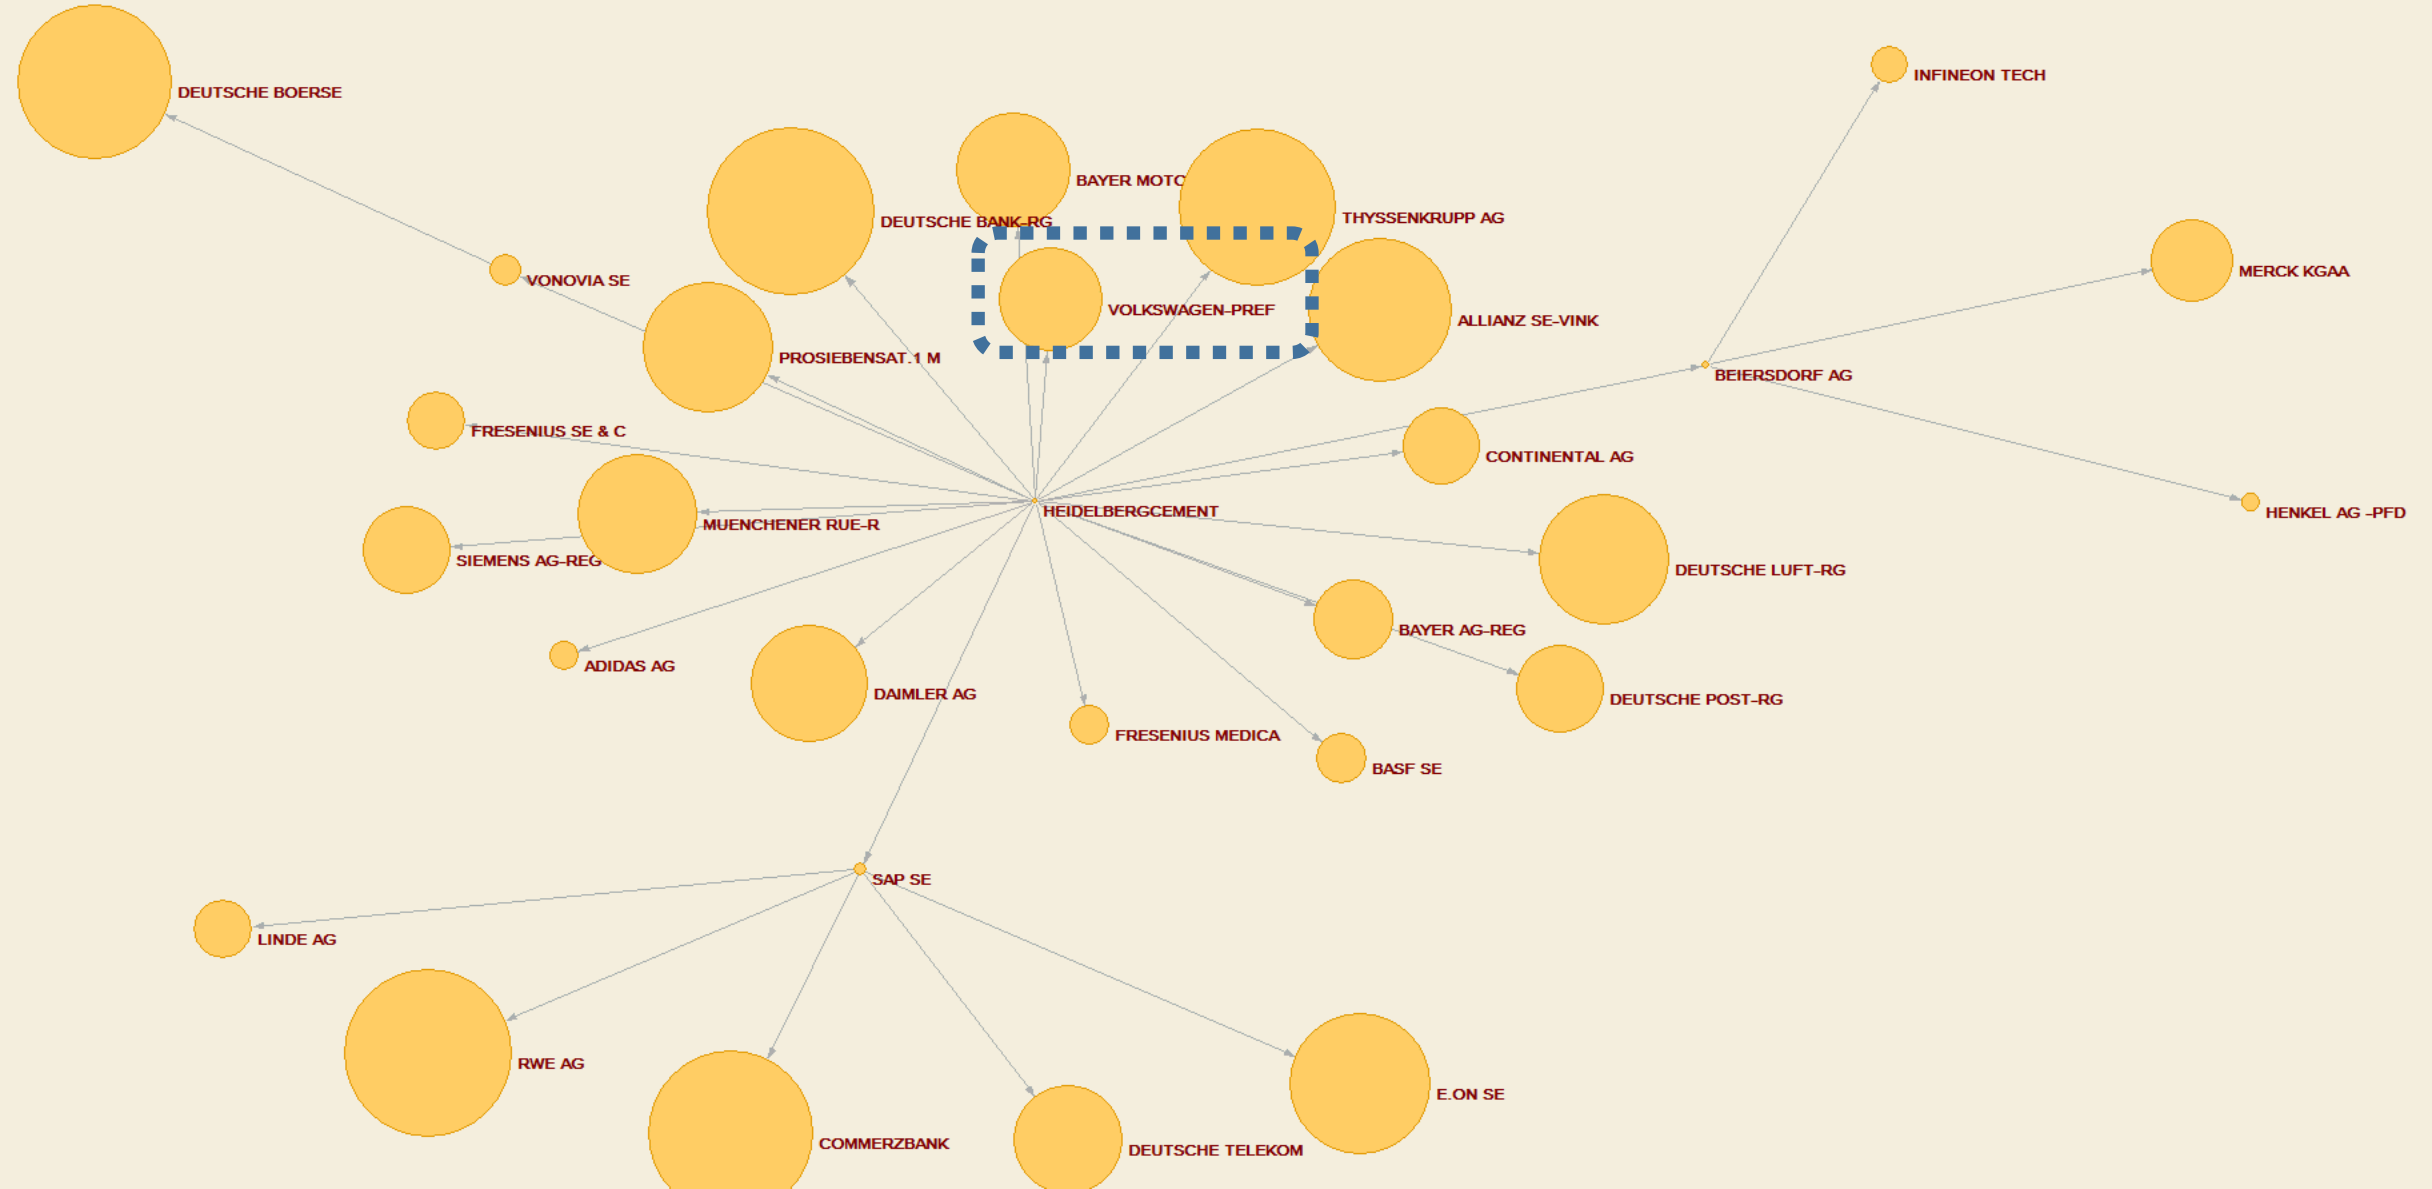 INFINEON TECH
DEUTSCHE BOERSE
BAYER MOTO
THYSSENKRUPP AG
DEUTSCHE BANK-RG
MERCK KGAA
VONOVIA SE
VOLKSWAGEN-PREF
ALLIANZ SE-VINK
PROSIEBENSAT.1 M
BEIERSDORF AG
FRESENIUS SE & C
CONTINENTAL AG
HEIDELBERGCEMENT
HENKEL AG -PFD
MUENCHENER RUE-R
SIEMENS AG-REG
DEUTSCHE LUFT-RG
BAYER AG-REG
ADIDAS AG
DAIMLER AG
DEUTSCHE POST-RG
FRESENIUS MEDICA
BASF SE
SAP SE
LINDE AG
RWE AG
E.ON SE
COMMERZBANK
DEUTSCHE TELEKOM